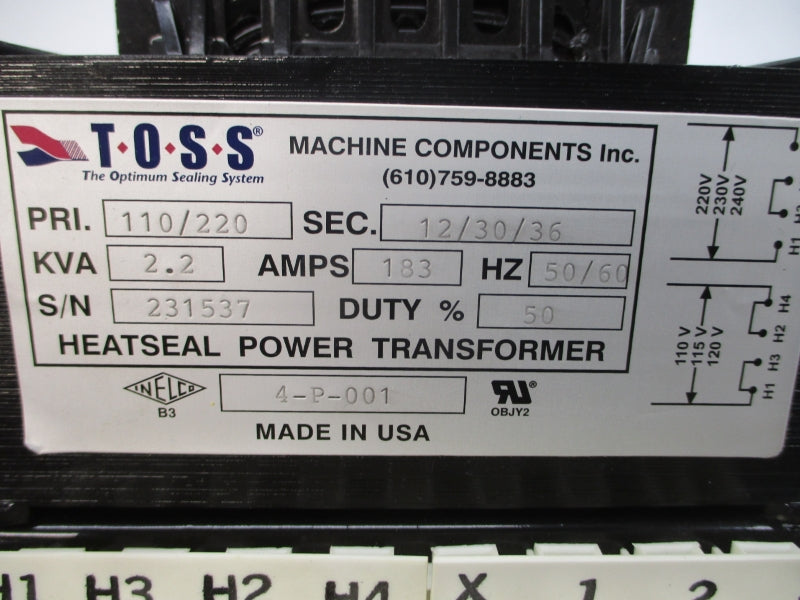 T·O·S·S®
The Optimum Sealing System
MACHINE COMPONENTS Inc.
(610)759-8883
PRI. 110/220 SEC. 12/30/36
KVA 2.2 AMPS 183 HZ 50/60
S/N 231537 DUTY % 50
HEATSEAL POWER TRANSFORMER
INELCO
B3
4-P-001
RU®
OBJY2
MADE IN USA
220V
230V
240V
H1
110 V
115 V
120 V
H4
H2
H3
H1
H1 H3 H2 H4 X 1 2